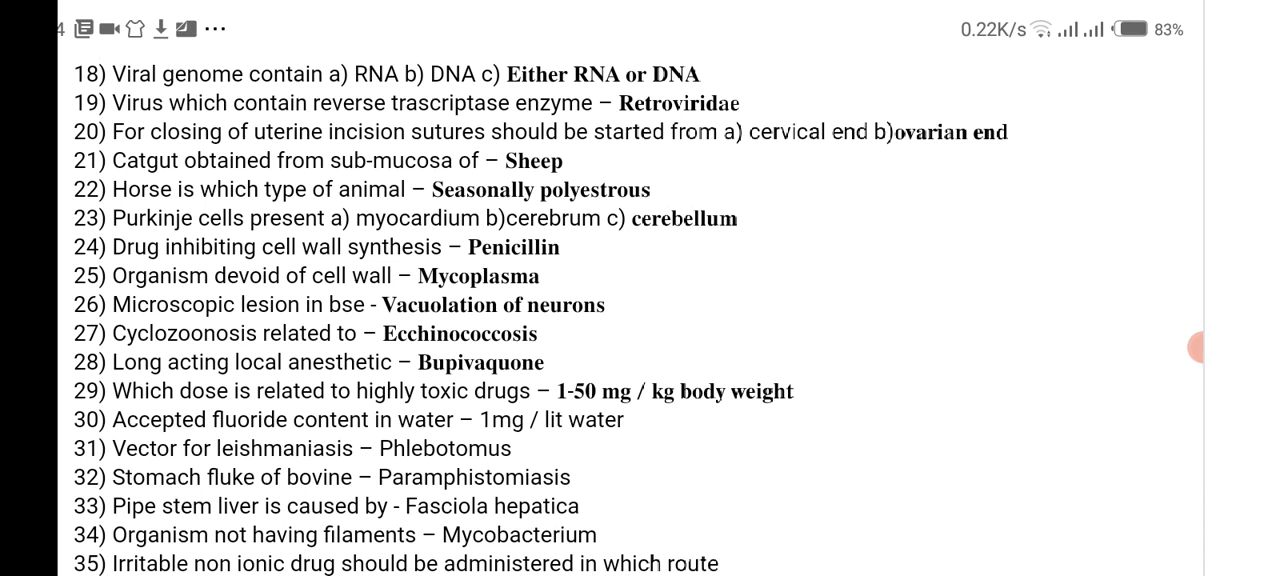 4 ... 0.22K/s 83%
18) Viral genome contain a) RNA b) DNA c) Either RNA or DNA
19) Virus which contain reverse trascriptase enzyme – Retroviridae
20) For closing of uterine incision sutures should be started from a) cervical end b)ovarian end
21) Catgut obtained from sub-mucosa of – Sheep
22) Horse is which type of animal – Seasonally polyestrous
23) Purkinje cells present a) myocardium b)cerebrum c) cerebellum
24) Drug inhibiting cell wall synthesis – Penicillin
25) Organism devoid of cell wall – Mycoplasma
26) Microscopic lesion in bse - Vacuolation of neurons
27) Cyclozoonosis related to – Ecchinococcosis
28) Long acting local anesthetic – Bupivaquone
29) Which dose is related to highly toxic drugs – 1-50 mg / kg body weight
30) Accepted fluoride content in water – 1mg / lit water
31) Vector for leishmaniasis – Phlebotomus
32) Stomach fluke of bovine – Paramphistomiasis
33) Pipe stem liver is caused by - Fasciola hepatica
34) Organism not having filaments – Mycobacterium
35) Irritable non ionic drug should be administered in which route